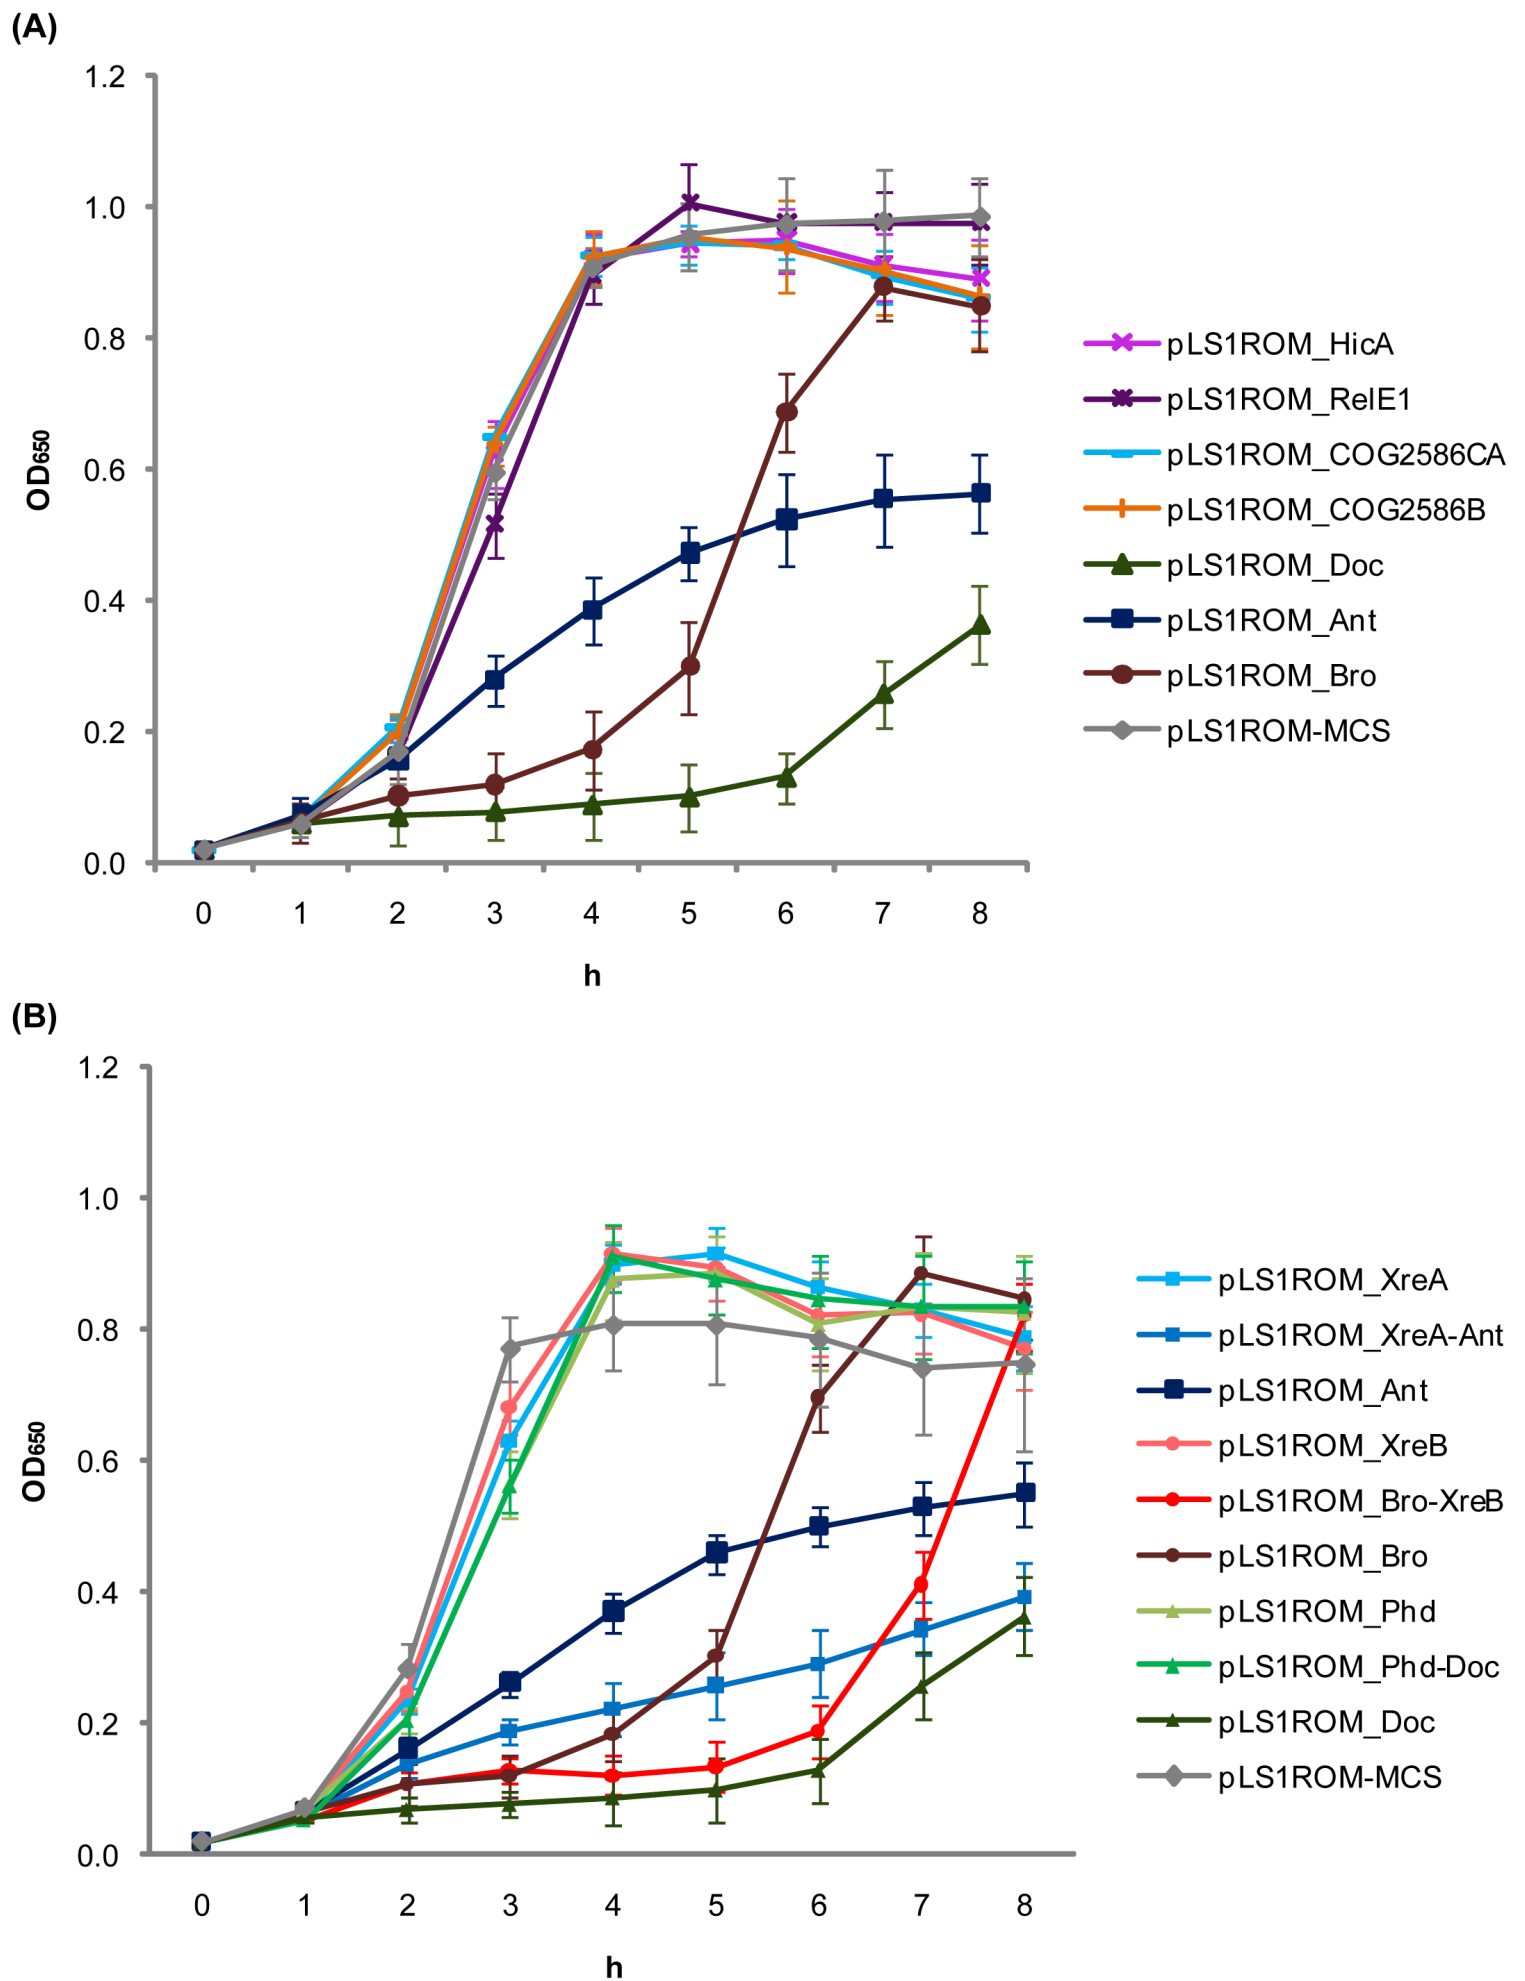 (A)
1.2
1.0
0.8
0.6
0.4
0.2
0.0
OD650
0 1 2 3 4 5 6 7 8
h
pLS1ROM_HicA
pLS1ROM_RelE1
pLS1ROM_COG2586CA
pLS1ROM_COG2586B
pLS1ROM_Doc
pLS1ROM_Ant
pLS1ROM_Bro
pLS1ROM-MCS
(B)
1.2
1.0
0.8
0.6
0.4
0.2
0.0
OD650
0 1 2 3 4 5 6 7 8
h
pLS1ROM_XreA
pLS1ROM_XreA-Ant
pLS1ROM_Ant
pLS1ROM_XreB
pLS1ROM_Bro-XreB
pLS1ROM_Bro
pLS1ROM_Phd
pLS1ROM_Phd-Doc
pLS1ROM_Doc
pLS1ROM-MCS